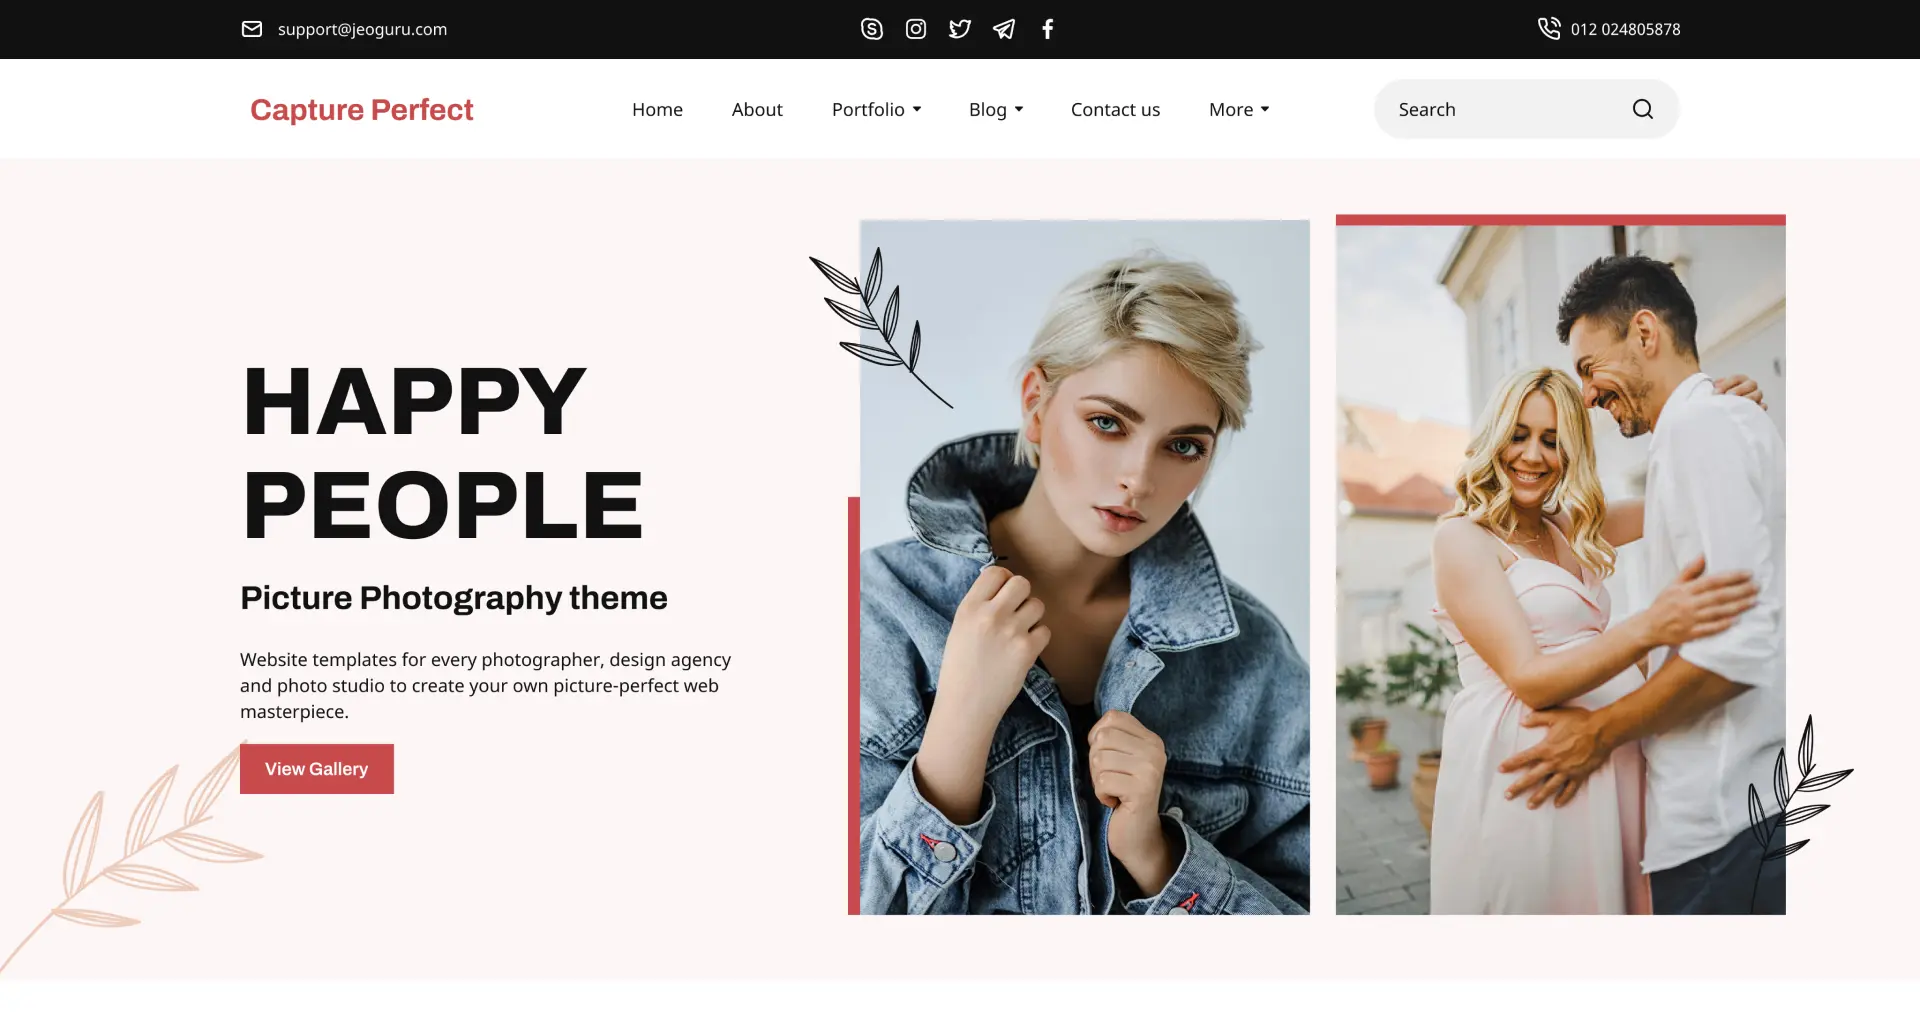 support@jeoguru.com
012 024805878
Capture Perfect
Home
About
Portfolio
Blog
Contact us
More
Search
HAPPY
PEOPLE
Picture Photography theme
Website templates for every photographer, design agency
and photo studio to create your own picture-perfect web
masterpiece.
View Gallery